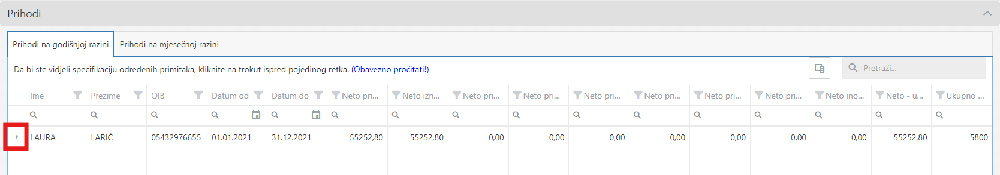 Prihodi
Prihodi na godišnjoj razini Prihodi na mjesečnoj razini
Da bi ste vidjeli specifikaciju određenih primitaka, kliknite na trokut ispred pojedinog retka. (Obavezno pročitati!) Pretraži...
Ime Prezime OIB Datum od Datum do Neto pri... Neto izn... Neto pri... Neto pri... Neto pri... Neto pri... Neto pri... Neto pri... Neto ino... Neto - u... Ukupno ...
LAURA LARIĆ 05432976655 01.01.2021 31.12.2021 55252,80 55252,80 0,00 0,00 0,00 0,00 0,00 0,00 0,00 55252,80 5800